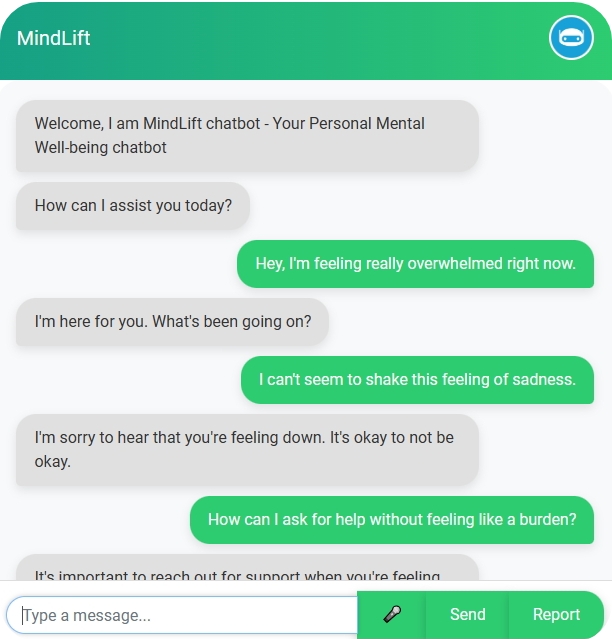 MindLift
Welcome, I am MindLift chatbot - Your Personal Mental
Well-being chatbot
How can I assist you today?
Hey, I'm feeling really overwhelmed right now.
I'm here for you. What's been going on?
I can't seem to shake this feeling of sadness.
I'm sorry to hear that you're feeling down. It's okay to not be
okay.
How can I ask for help without feeling like a burden?
It's important to reach out for support when you're feeling
Type a message...
Send
Report